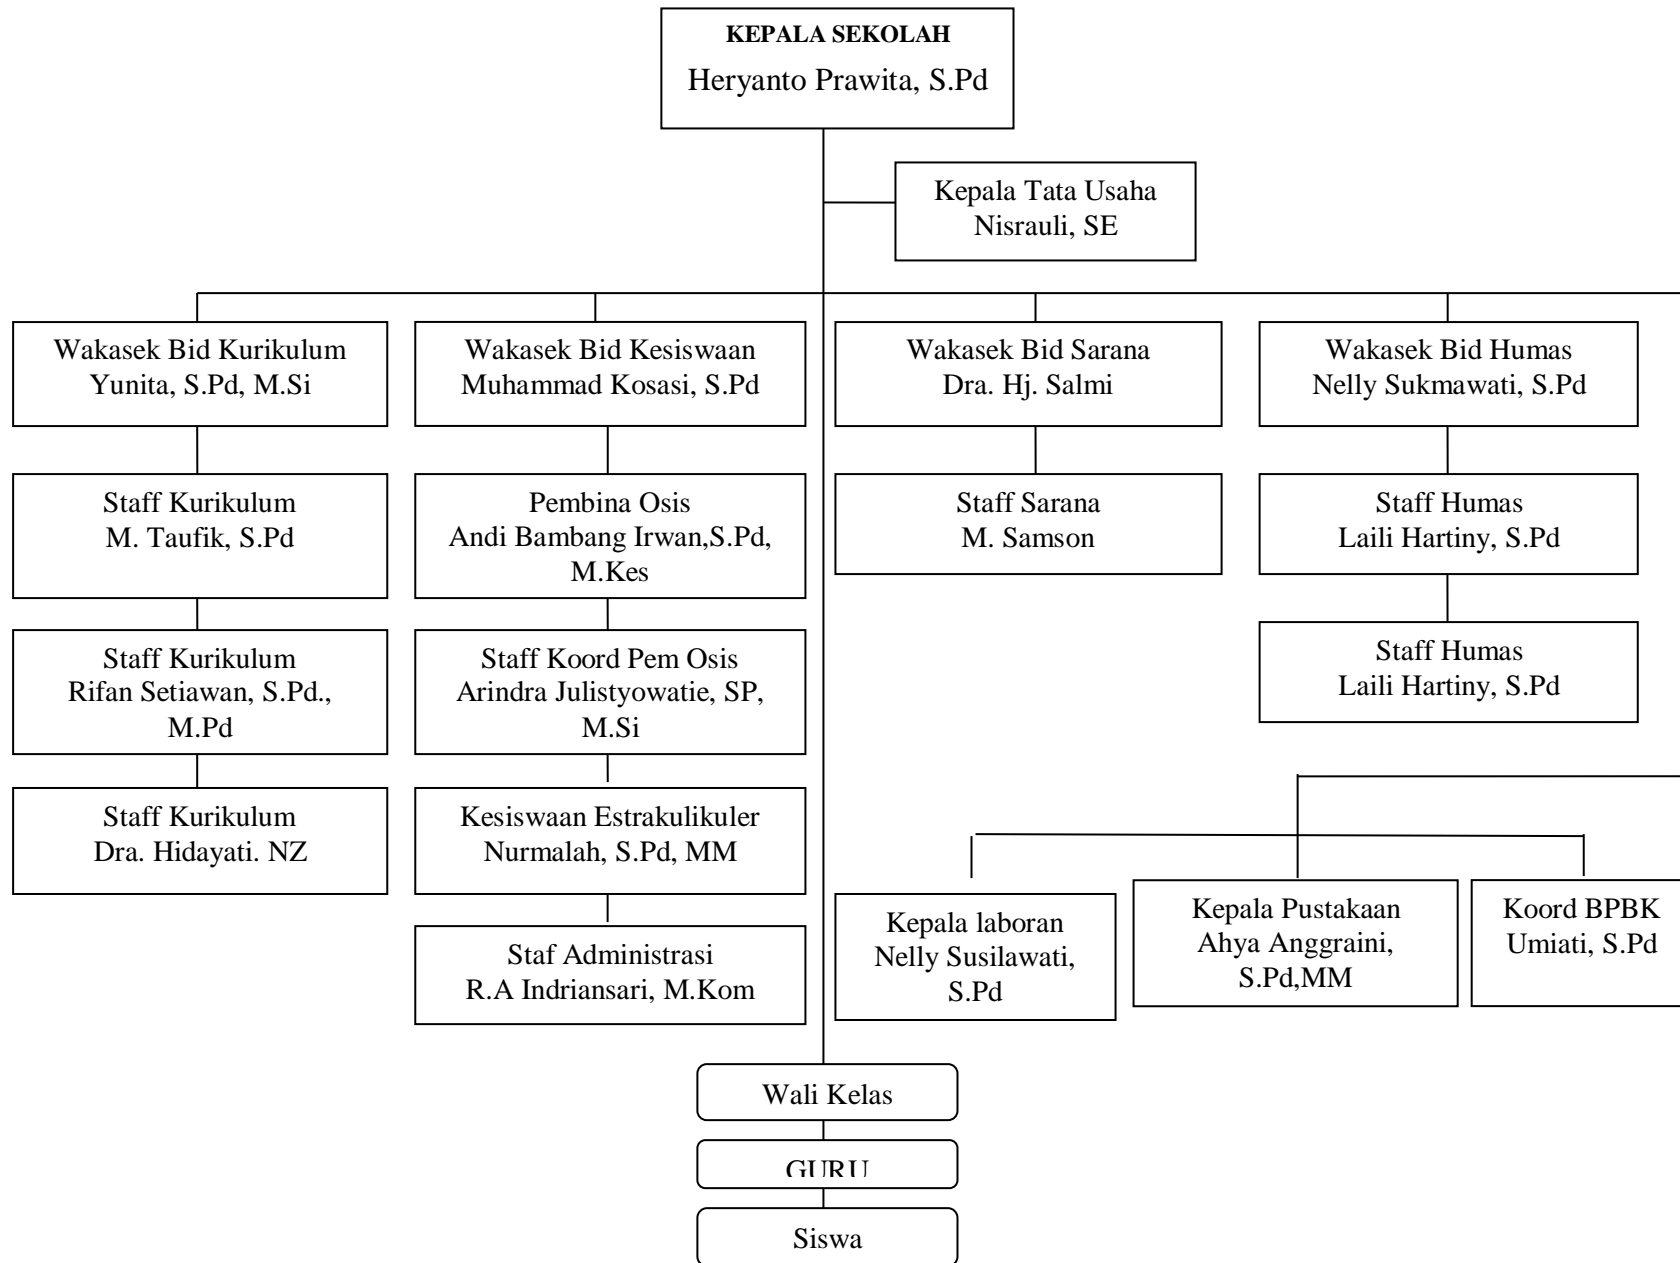 KEPALA SEKOLAH
Heryanto Prawita, S.Pd
Kepala Tata Usaha
Nisrauli, SE
Wakasek Bid Kurikulum
Yunita, S.Pd, M.Si
Wakasek Bid Kesiswaan
Muhammad Kosasi, S.Pd
Wakasek Bid Sarana
Dra. Hj. Salmi
Wakasek Bid Humas
Nelly Sukmawati, S.Pd
Staff Kurikulum
M. Taufik, S.Pd
Pembina Osis
Andi Bambang Irwan,S.Pd,
M.Kes
Staff Sarana
M. Samson
Staff Humas
Laili Hartiny, S.Pd
Staff Kurikulum
Rifan Setiawan, S.Pd.,
M.Pd
Staff Koord Pem Osis
Arindra Julistyowatie, SP,
M.Si
Staff Humas
Laili Hartiny, S.Pd
Staff Kurikulum
Dra. Hidayati. NZ
Kesiswaan Estrakulikuler
Nurmalah, S.Pd, MM
Staf Administrasi
R.A Indriansari, M.Kom
Kepala laboran
Nelly Susilawati,
S.Pd
Kepala Pustakaan
Ahya Anggraini,
S.Pd,MM
Koord BPBK
Umiati, S.Pd
Wali Kelas
GURU
Siswa